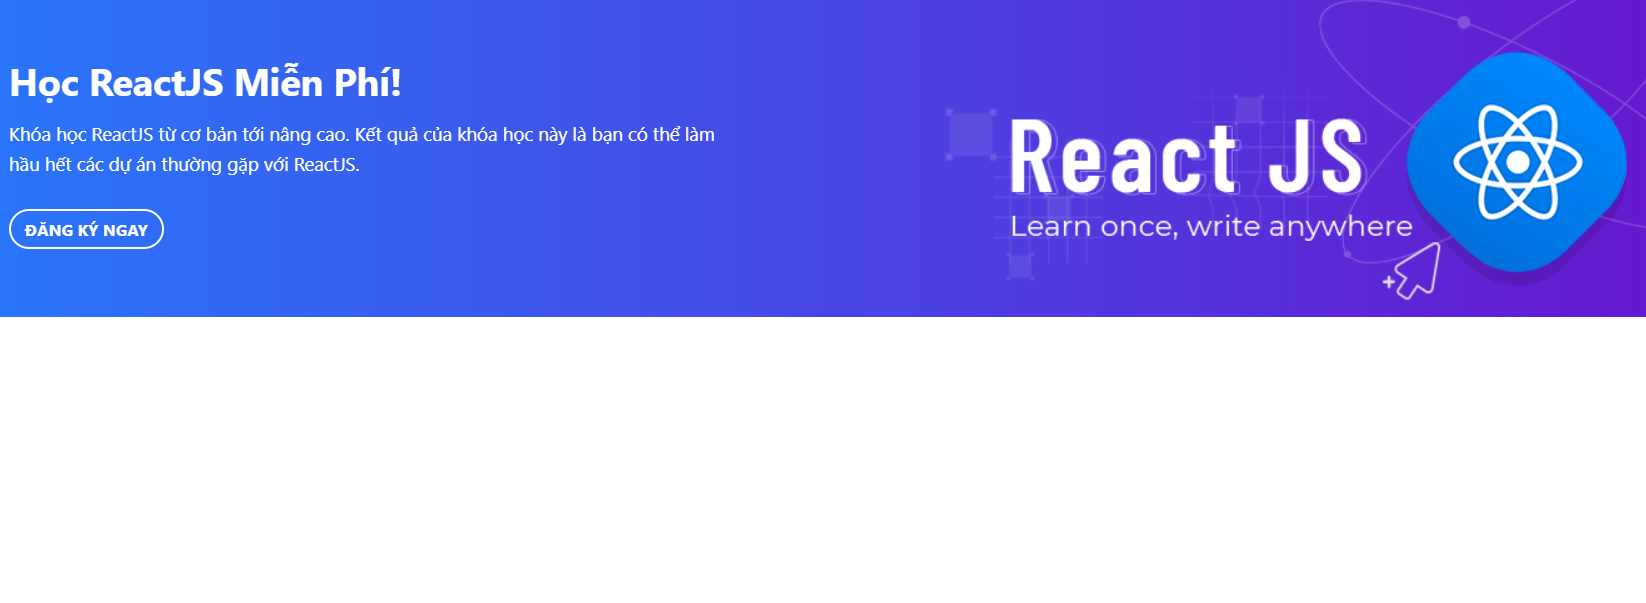 Học ReactJS Miễn Phí!
Khóa học ReactJS từ cơ bản tới nâng cao. Kết quả của khóa học này là bạn có thể làm
hầu hết các dự án thường gặp với ReactJS.
ĐĂNG KÝ NGAY
React JS
Learn once, write anywhere